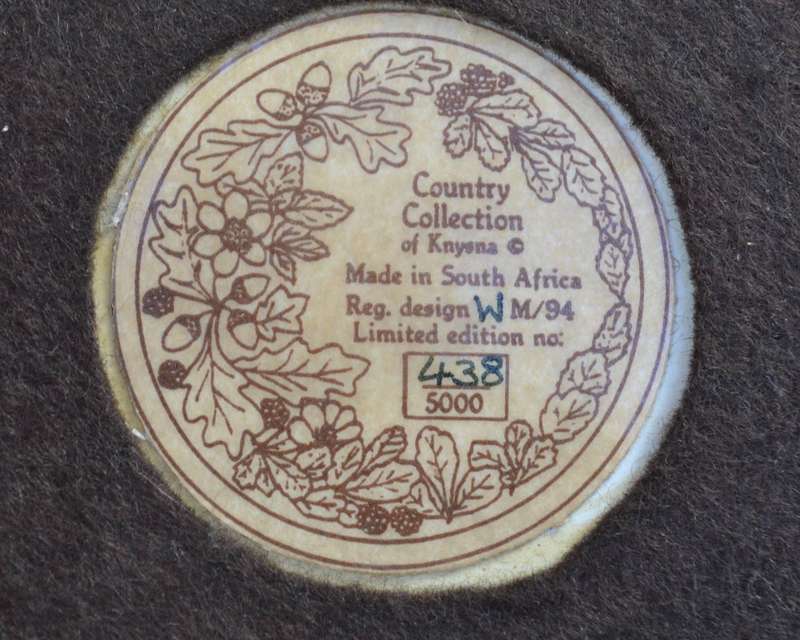 Country
Collection
of Knysna ©
Made in South Africa
Reg. design W M/94
Limited edition no:
438
5000